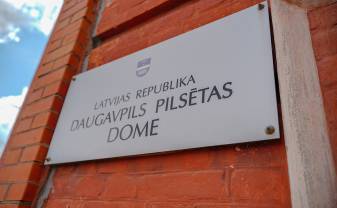 LATVIJAS REPUBLIKA
DAUGAVPILS PILSĒTAS
DOME